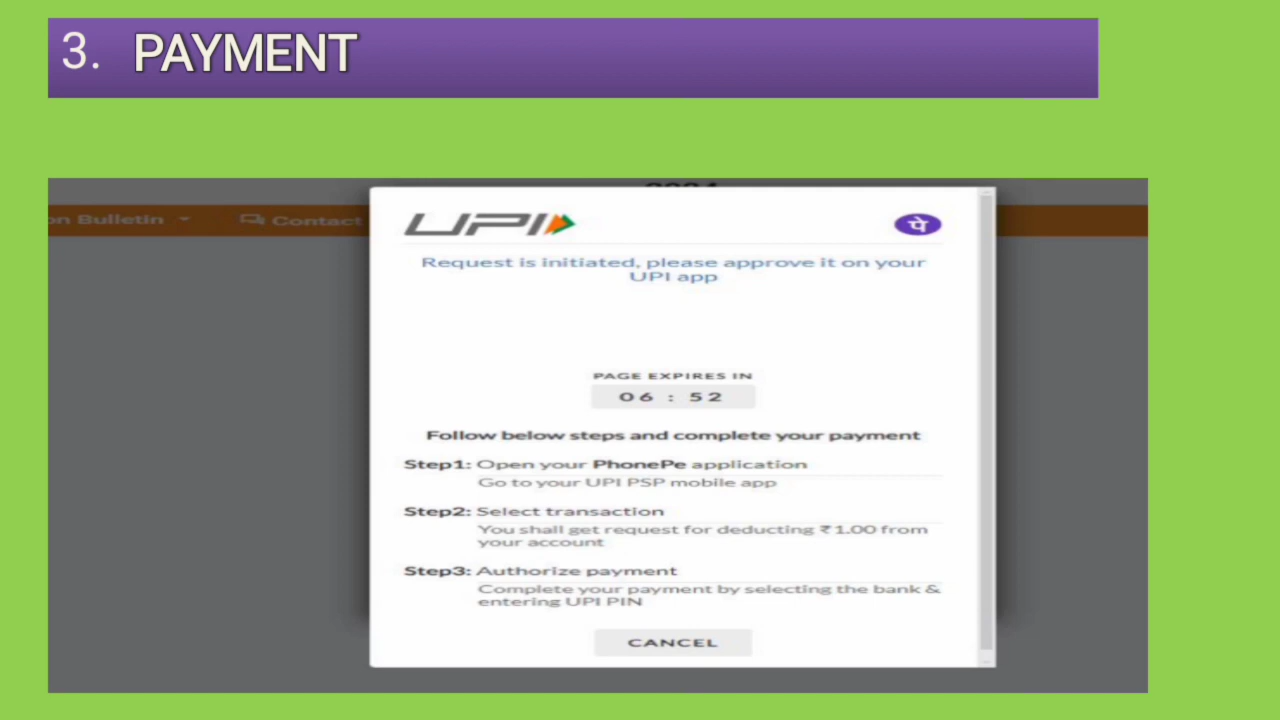 3. PAYMENT
on Bulletin
Contact
UPI
पे
Request is initiated, please approve it on your
UPI app
PAGE EXPIRES IN
06 : 52
Follow below steps and complete your payment
Step1: Open your PhonePe application
Go to your UPI PSP mobile app
Step2: Select transaction
You shall get request for deducting ₹1.00 from
your account
Step3: Authorize payment
Complete your payment by selecting the bank &
entering UPI PIN
CANCEL